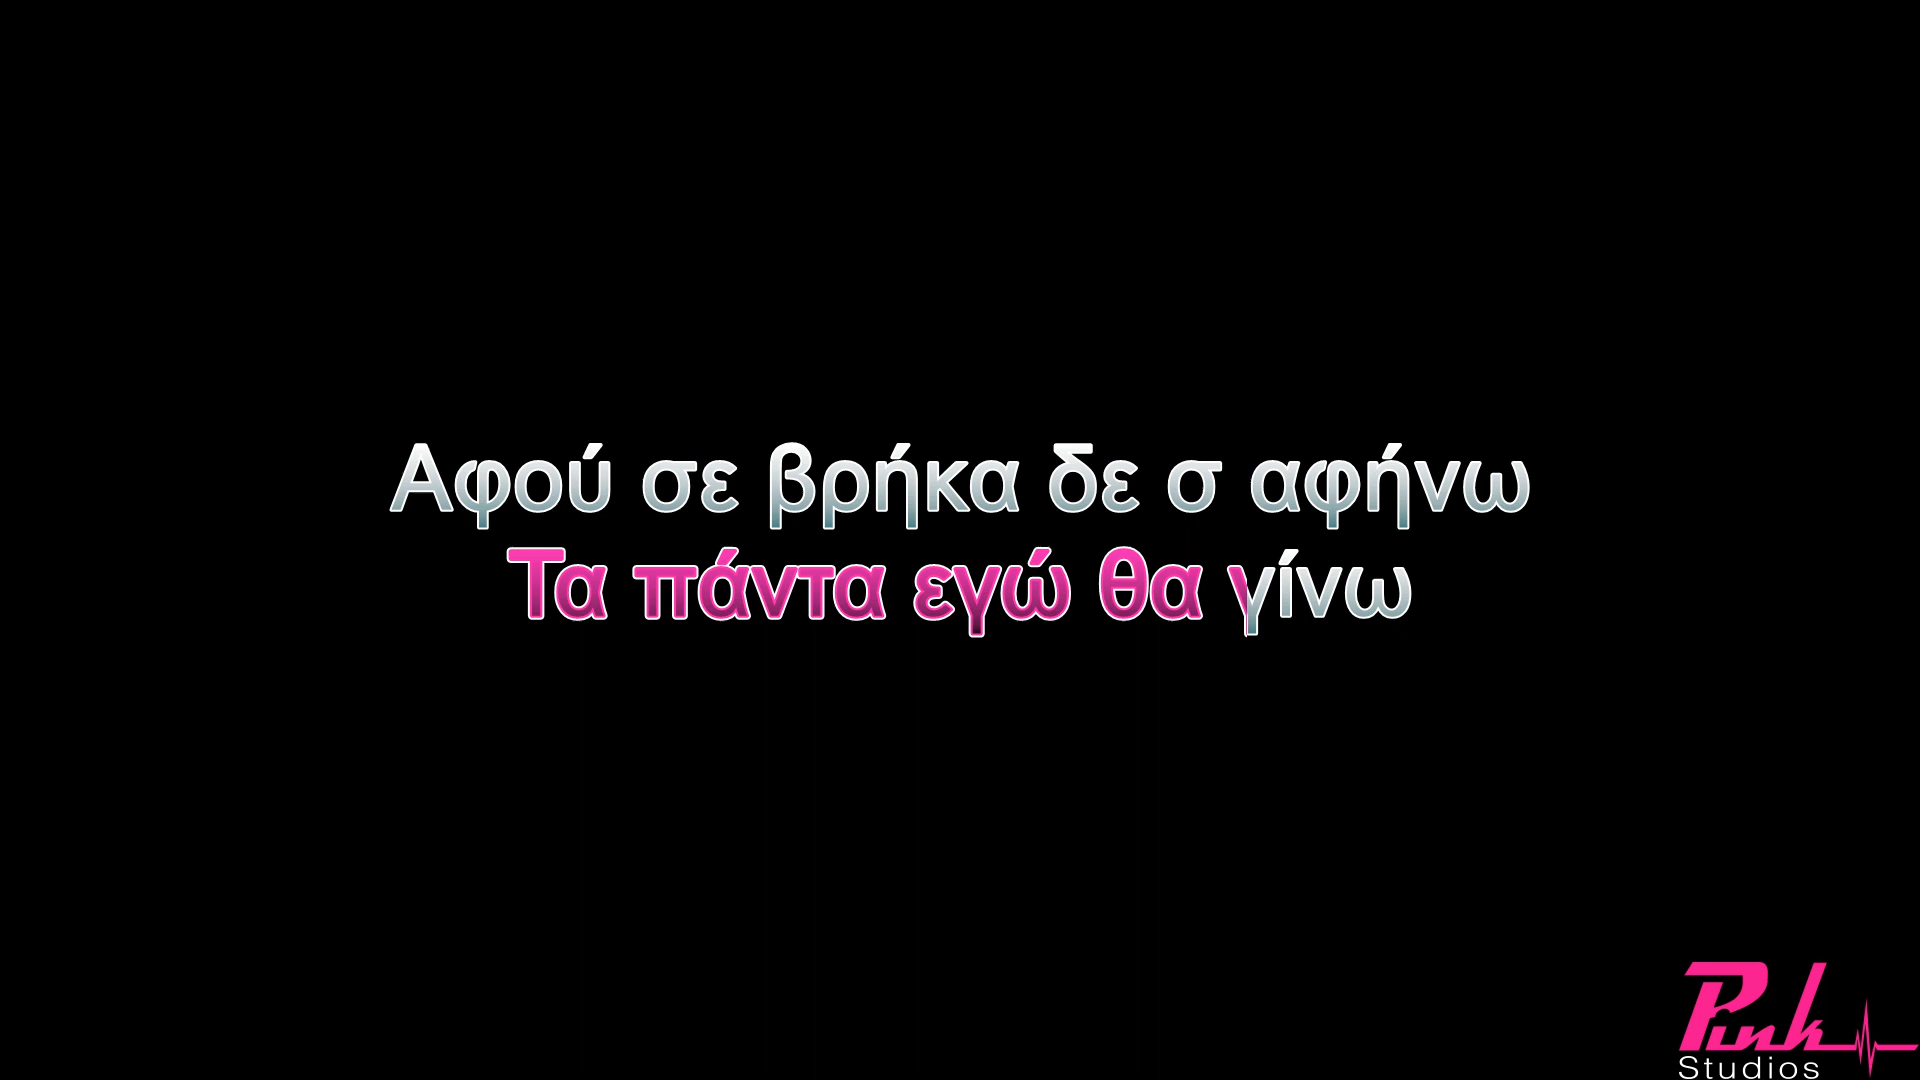 Αφού σε βρήκα δε σ αφήνω
Τα πάντα εγώ θα γίνω
Pink
Studios